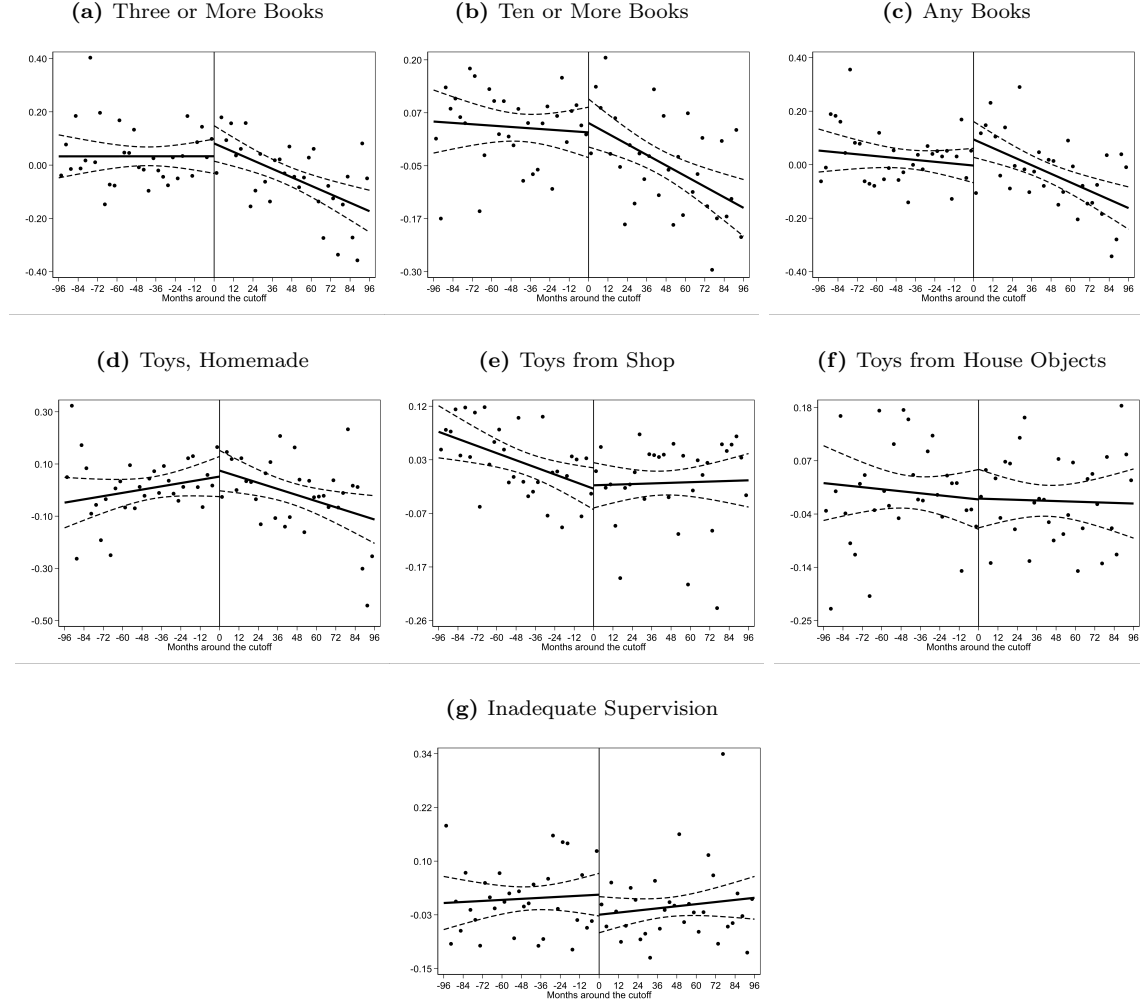 (a) Three or More Books
(b) Ten or More Books
(c) Any Books
0.40
0.20
0.00
-0.20
-0.40
-96 -84 -72 -60 -48 -36 -24 -12 0 12 24 36 48 60 72 84 96
Months around the cutoff
0.20
0.07
-0.05
-0.17
-0.30
-96 -84 -72 -60 -48 -36 -24 -12 0 12 24 36 48 60 72 84 96
Months around the cutoff
0.40
0.20
0.00
-0.20
-0.40
-96 -84 -72 -60 -48 -36 -24 -12 0 12 24 36 48 60 72 84 96
Months around the cutoff
(d) Toys, Homemade
(e) Toys from Shop
(f) Toys from House Objects
0.30
0.10
-0.10
-0.30
-0.50
-96 -84 -72 -60 -48 -36 -24 -12 0 12 24 36 48 60 72 84 96
Months around the cutoff
0.12
0.03
-0.07
-0.17
-0.26
-96 -84 -72 -60 -48 -36 -24 -12 0 12 24 36 48 60 72 84 96
Months around the cutoff
0.18
0.07
-0.04
-0.14
-0.25
-96 -84 -72 -60 -48 -36 -24 -12 0 12 24 36 48 60 72 84 96
Months around the cutoff
(g) Inadequate Supervision
0.34
0.22
0.10
-0.03
-0.15
-96 -84 -72 -60 -48 -36 -24 -12 0 12 24 36 48 60 72 84 96
Months around the cutoff